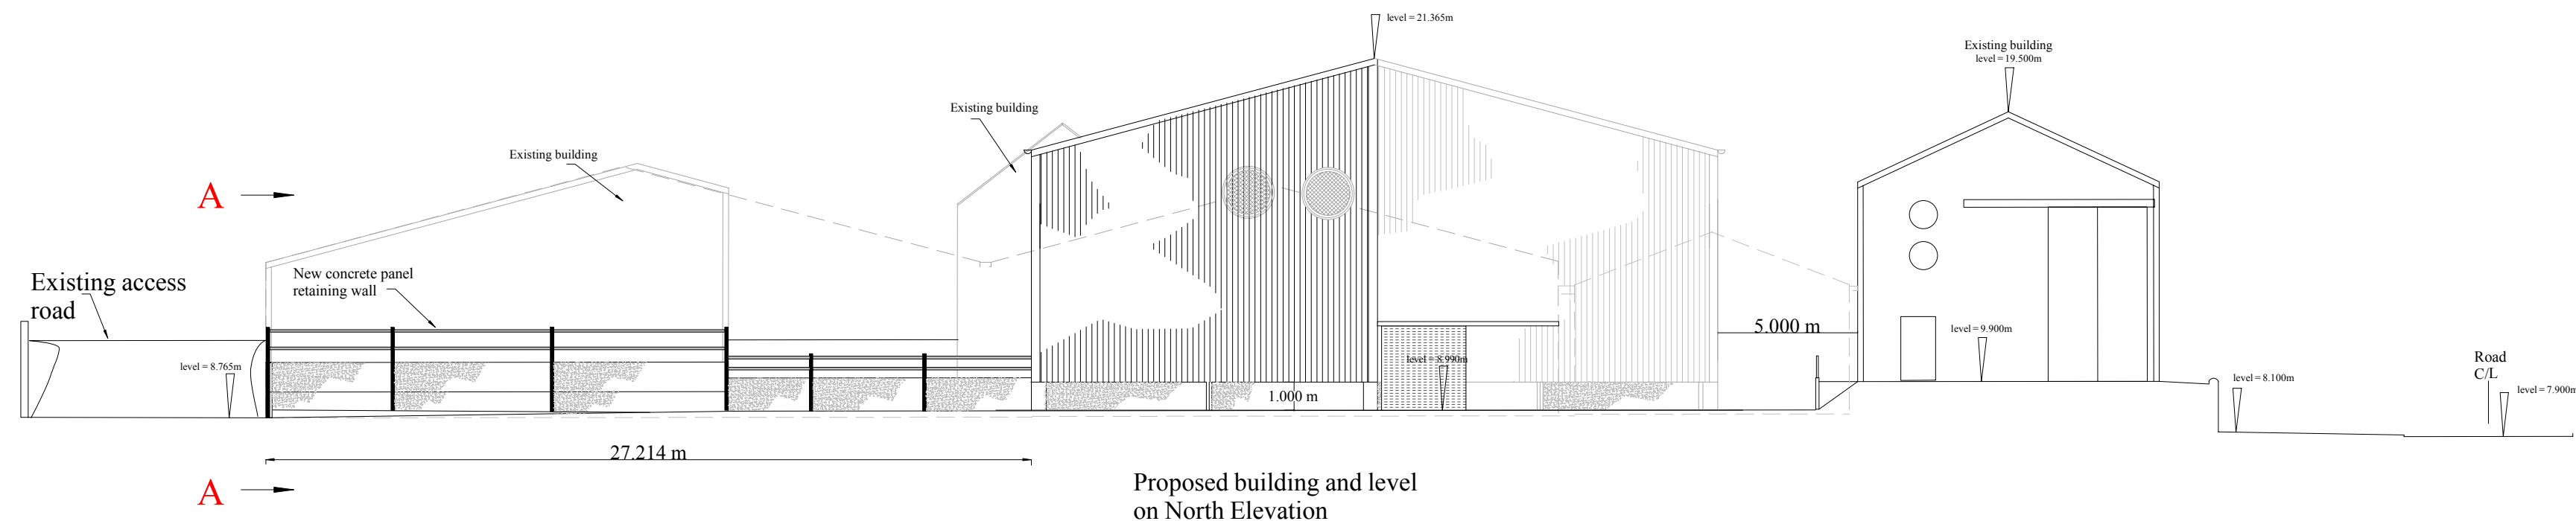 level = 21.365m
Existing building
level = 19.500m
Existing building
Existing building
A
New concrete panel
retaining wall
Existing access
road
5.000 m
level = 9.900m
level = 8.990m
level = 8.765m
Road
C/L
level = 8.100m
level = 7.900m
1.000 m
27.214 m
A
Proposed building and level
on North Elevation